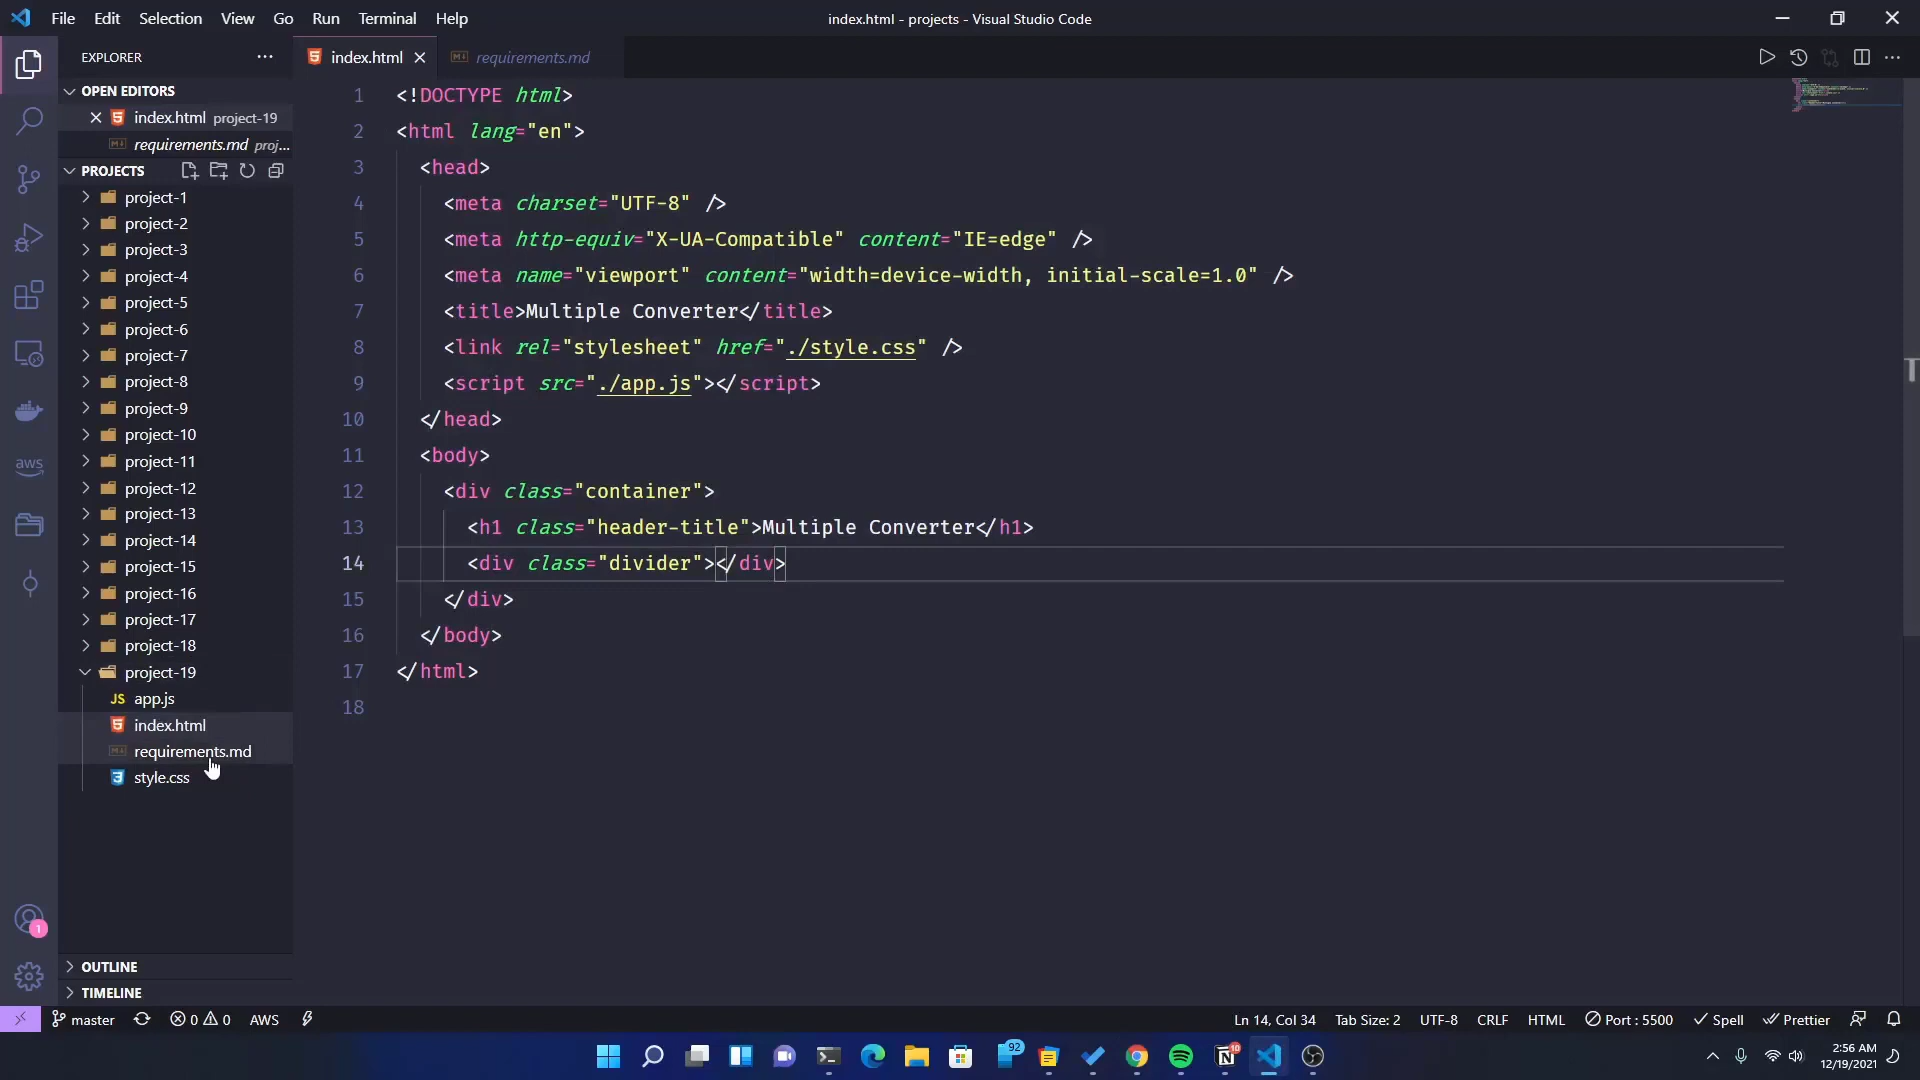 File Edit Selection View Go Run Terminal Help
index.html - projects - Visual Studio Code
EXPLORER
index.html
requirements.md
OPEN EDITORS
index.html project-19
requirements.md proj...
PROJECTS
project-1
project-2
project-3
project-4
project-5
project-6
project-7
project-8
project-9
project-10
project-11
project-12
project-13
project-14
project-15
project-16
project-17
project-18
project-19
JS app.js
index.html
requirements.md
style.css
OUTLINE
TIMELINE
aws
1
1 <!DOCTYPE html>
2 <html lang="en">
3 <head>
4 <meta charset="UTF-8" />
5 <meta http-equiv="X-UA-Compatible" content="IE=edge" />
6 <meta name="viewport" content="width=device-width, initial-scale=1.0" />
7 <title>Multiple Converter</title>
8 <link rel="stylesheet" href="./style.css" />
9 <script src="./app.js"></script>
10 </head>
11 <body>
12 <div class="container">
13 <h1 class="header-title">Multiple Converter</h1>
14 <div class="divider"></div>
15 </div>
16 </body>
17 </html>
18
master 0 0 AWS
Ln 14, Col 34 Tab Size: 2 UTF-8 CRLF HTML Port : 5500 Spell Prettier
92
10
2:56 AM
12/19/2021